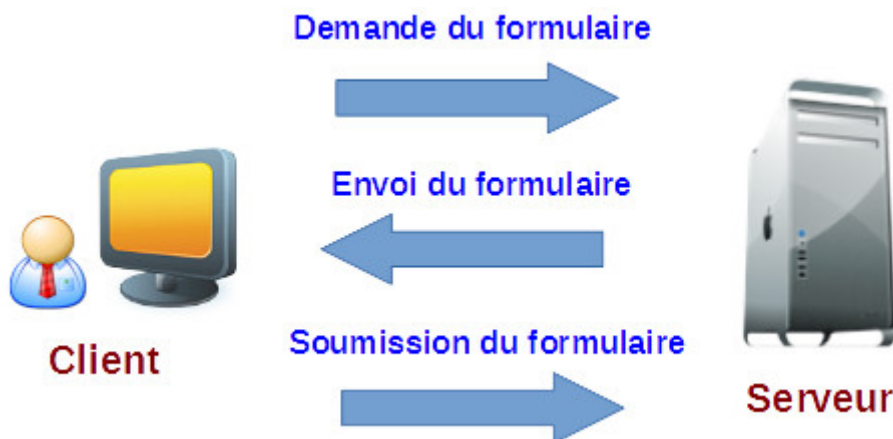 Demande du formulaire
Envoi du formulaire
Client
Soumission du formulaire
Serveur